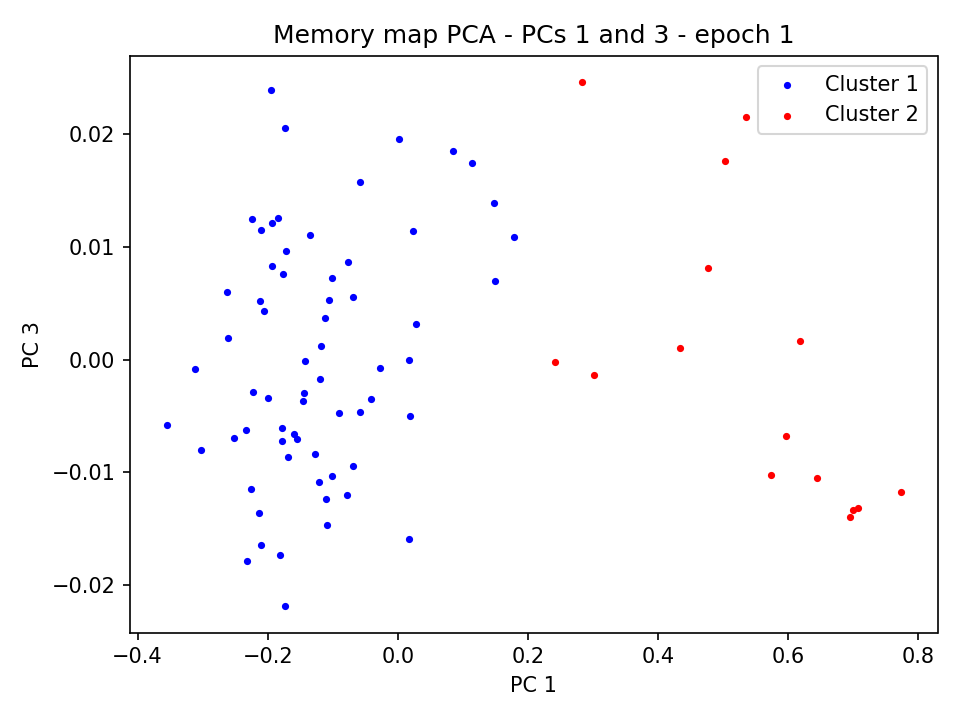 Memory map PCA - PCs 1 and 3 - epoch 1
Cluster 1
Cluster 2
PC 3
0.02
0.01
0.00
−0.01
−0.02
−0.4
−0.2
0.0
0.2
0.4
0.6
0.8
PC 1